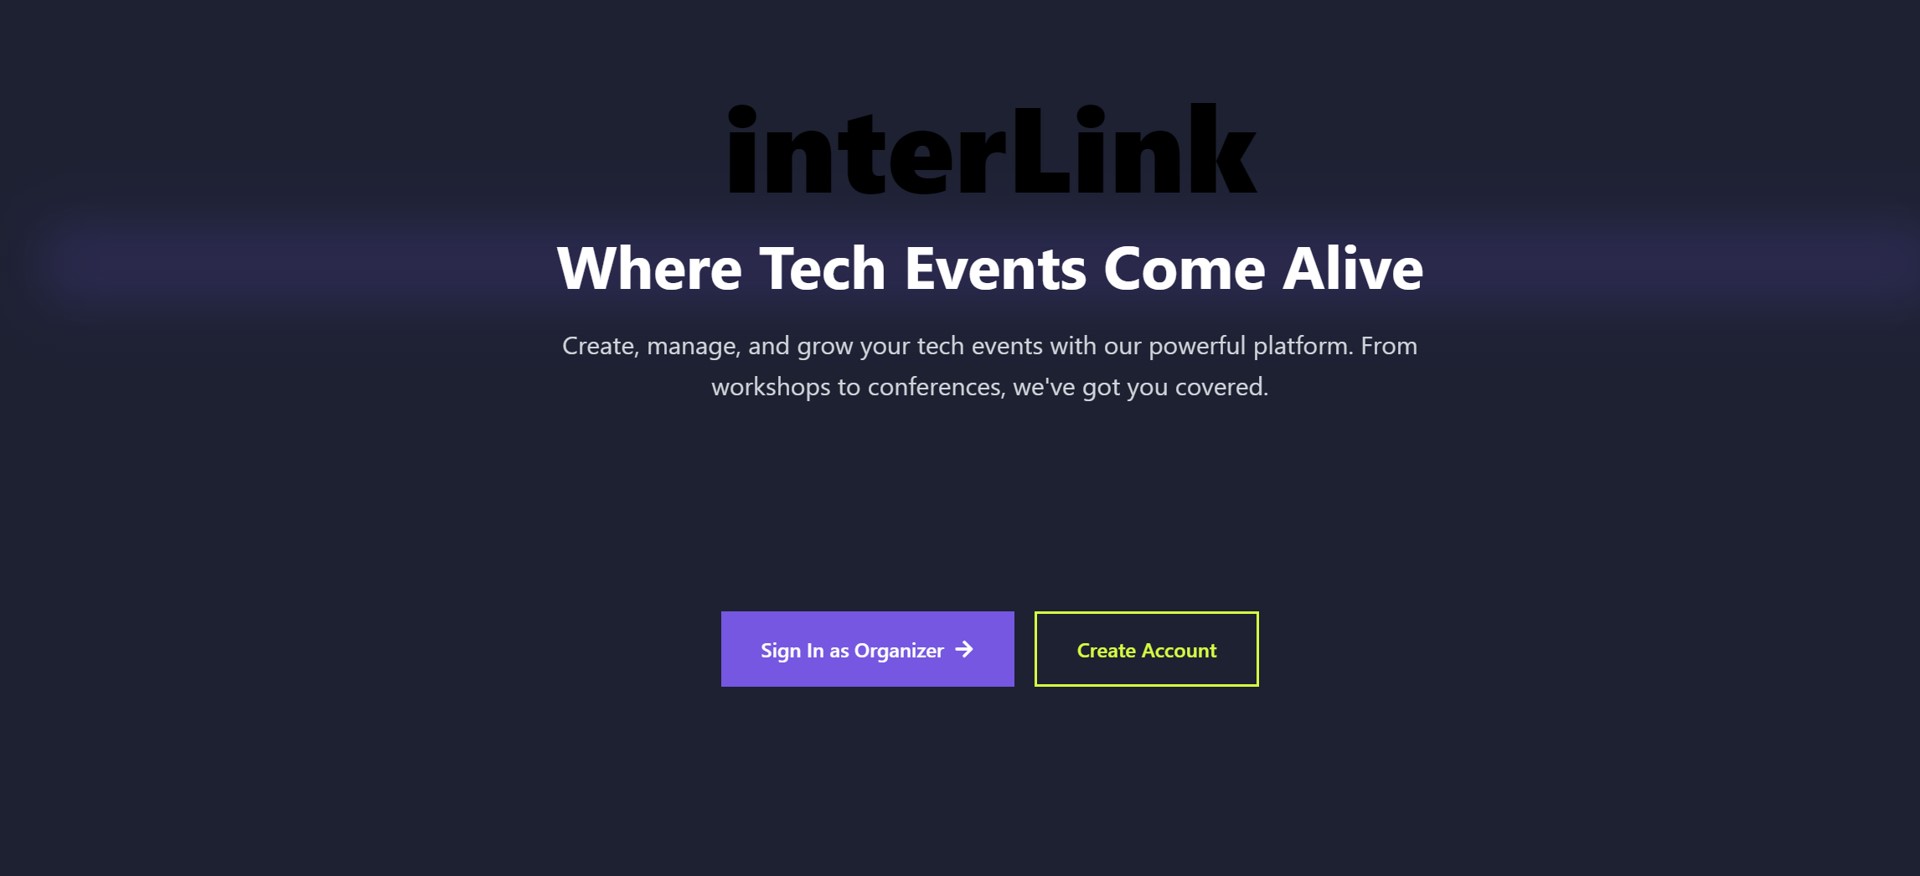 interLink
Where Tech Events Come Alive
Create, manage, and grow your tech events with our powerful platform. From
workshops to conferences, we've got you covered.
Sign In as Organizer →
Create Account